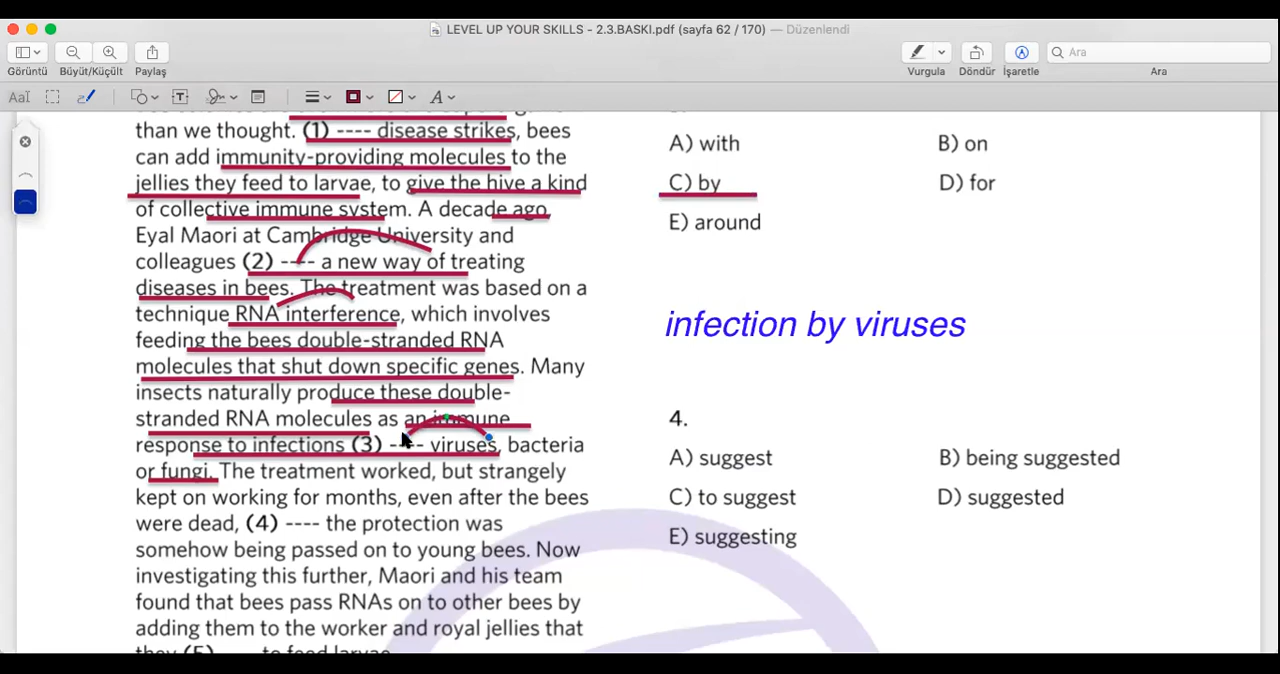 LEVEL UP YOUR SKILLS - 2.3.BASKI.pdf (sayfa 62 / 170) — Düzenlendi
Görüntü
Büyüt/Küçült
Paylaş
Vurgula
Döndür
İşaretle
Ara
Ara
than we thought. (1) ---- disease strikes, bees
can add immunity-providing molecules to the
jellies they feed to larvae, to give the hive a kind
of collective immune system. A decade ago,
Eyal Maori at Cambridge University and
colleagues (2) ---- a new way of treating
diseases in bees. The treatment was based on a
technique RNA interference, which involves
feeding the bees double-stranded RNA
molecules that shut down specific genes. Many
insects naturally produce these double-
stranded RNA molecules as an immune
response to infections (3) ---- viruses, bacteria
or fungi. The treatment worked, but strangely
kept on working for months, even after the bees
were dead, (4) ---- the protection was
somehow being passed on to young bees. Now
investigating this further, Maori and his team
found that bees pass RNAs on to other bees by
adding them to the worker and royal jellies that
they (5) ---- to feed larvae.
A) with
B) on
C) by
D) for
E) around
infection by viruses
4.
A) suggest
B) being suggested
C) to suggest
D) suggested
E) suggesting